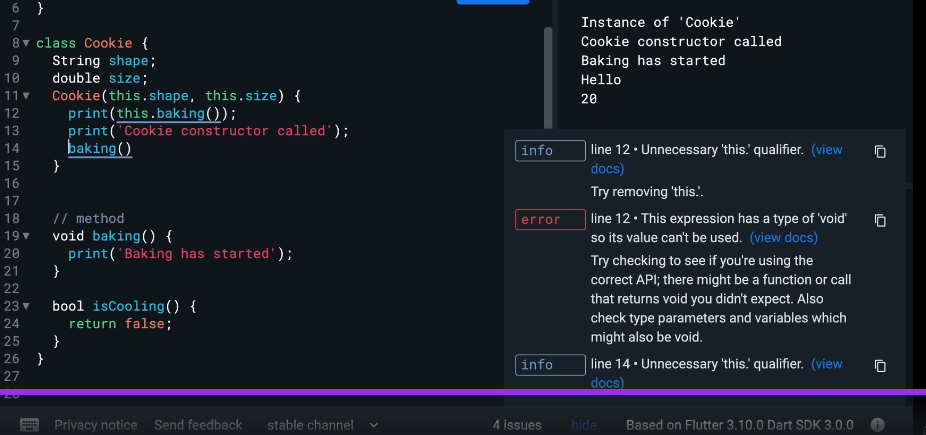 6 }
7
8 class Cookie {
9 String shape;
10 double size;
11 Cookie(this.shape, this.size) {
12 print(this.baking());
13 print('Cookie constructor called');
14 baking()
15 }
16
17
18 // method
19 void baking() {
20 print('Baking has started');
21 }
22
23 bool isCooling() {
24 return false;
25 }
26 }
27
28
Instance of 'Cookie'
Cookie constructor called
Baking has started
Hello
20
info line 12 • Unnecessary 'this.' qualifier. (view
docs)
Try removing 'this.'.
error line 12 • This expression has a type of 'void'
so its value can't be used. (view docs)
Try checking to see if you're using the
correct API; there might be a function or call
that returns void you didn't expect. Also
check type parameters and variables which
might also be void.
info line 14 • Unnecessary 'this.' qualifier. (view
docs)
Privacy notice Send feedback stable channel 4 issues hide Based on Flutter 3.10.0 Dart SDK 3.0.0